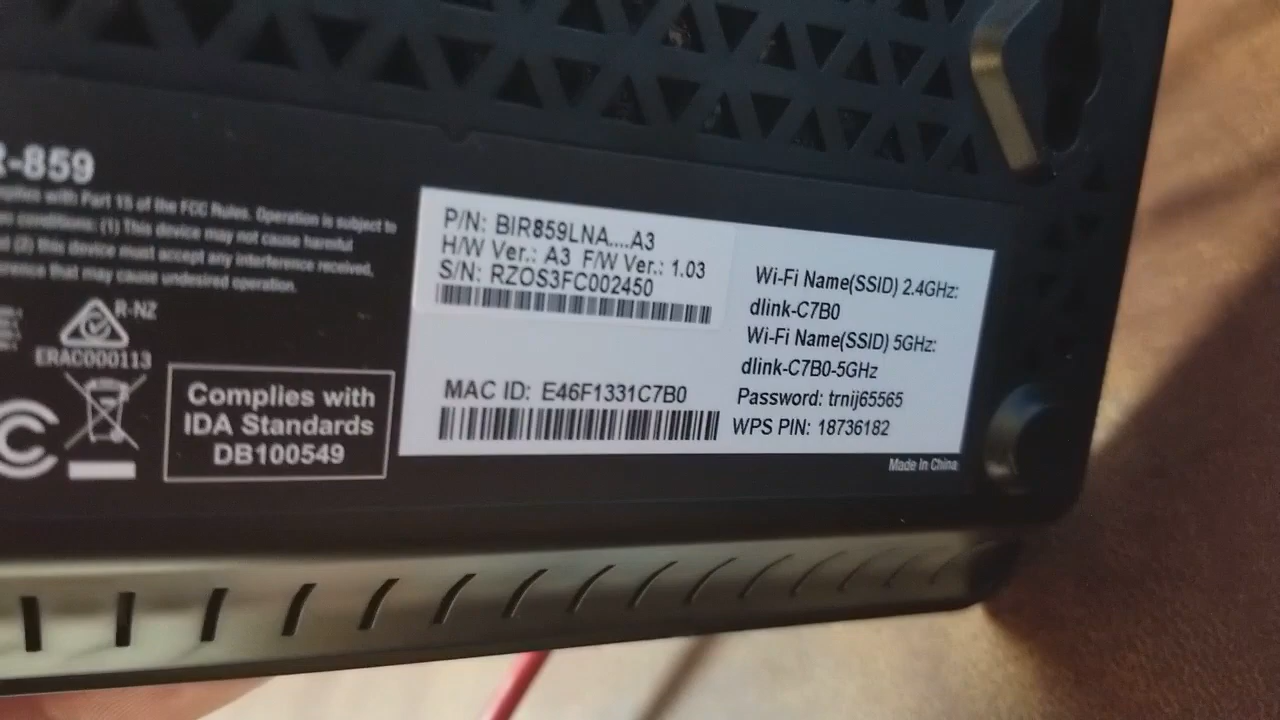 R-859
mplies with Part 15 of the FCC Rules. Operation is subject to
conditions: (1) This device may not cause harmful
(2) this device must accept any interference received,
that may cause undesired operation.
R-NZ
ERAC000113
Complies with
IDA Standards
DB100549
P/N: BIR859LNA....A3
H/W Ver.: A3 F/W Ver.: 1.03
S/N: RZOS3FC002450
MAC ID: E46F1331C7B0
Wi-Fi Name(SSID) 2.4GHz:
dlink-C7B0
Wi-Fi Name(SSID) 5GHz:
dlink-C7B0-5GHz
Password: trnij65565
WPS PIN: 18736182
Made In China